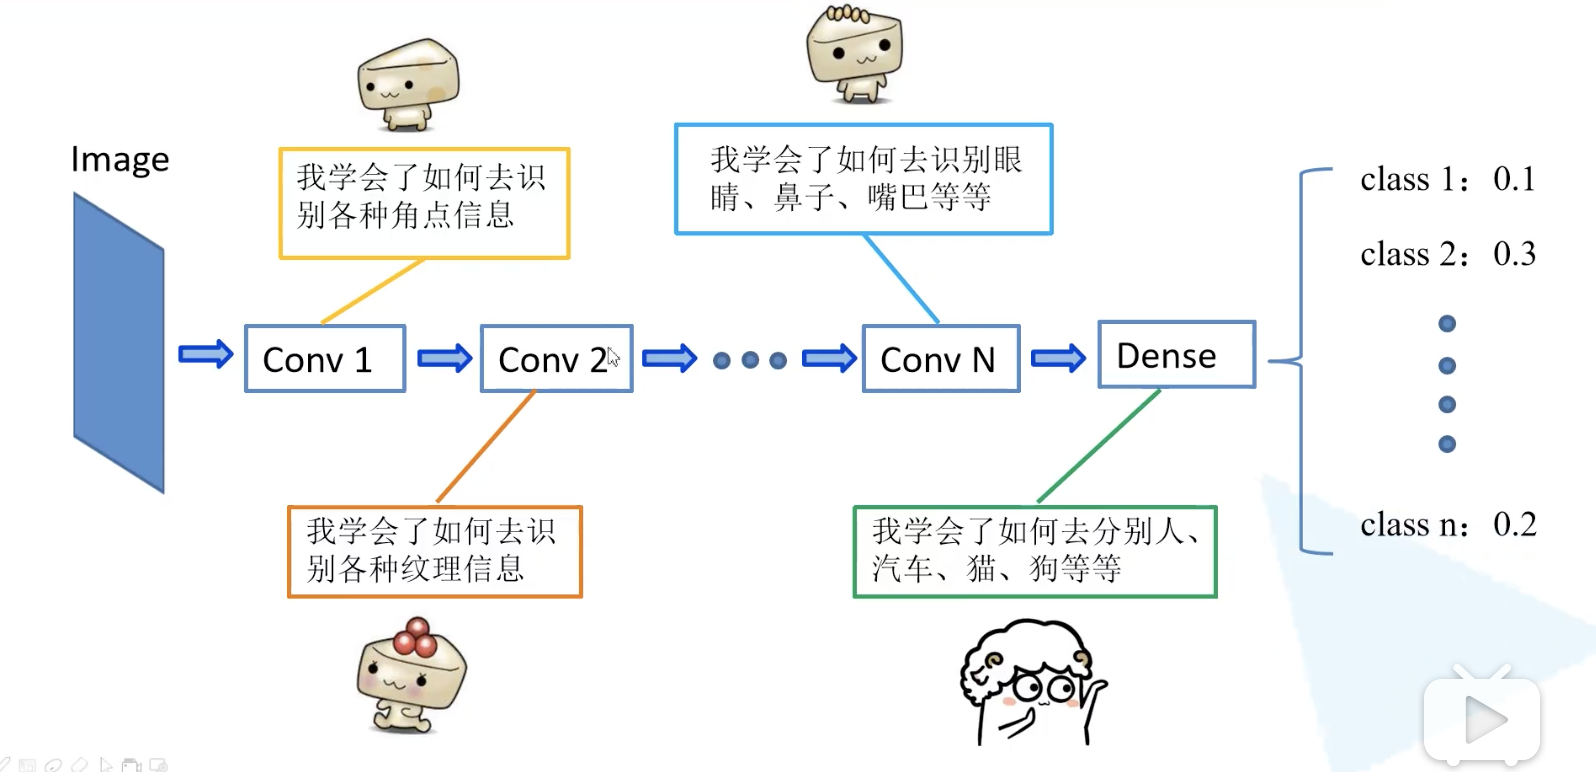 Image
我学会了如何去识
别各种角点信息
我学会了如何去识别眼
睛、鼻子、嘴巴等等
Conv 1
Conv 2
Conv N
Dense
我学会了如何去识
别各种纹理信息
我学会了如何去分别人、
汽车、猫、狗等等
class 1：0.1
class 2：0.3
class n：0.2